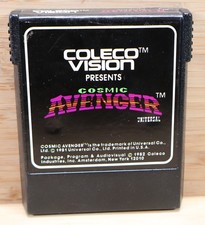 COLECO™
VISION
PRESENTS
COSMIC
AVENGER™
UNIVERSAL
COSMIC AVENGER™ is the trademark of Universal Co.,
Ltd. © 1981 Universal Co., Ltd. Printed in U.S.A.
Package, Program & Audiovisual © 1982 Coleco
Industries, Inc. Amsterdam, New York 12010